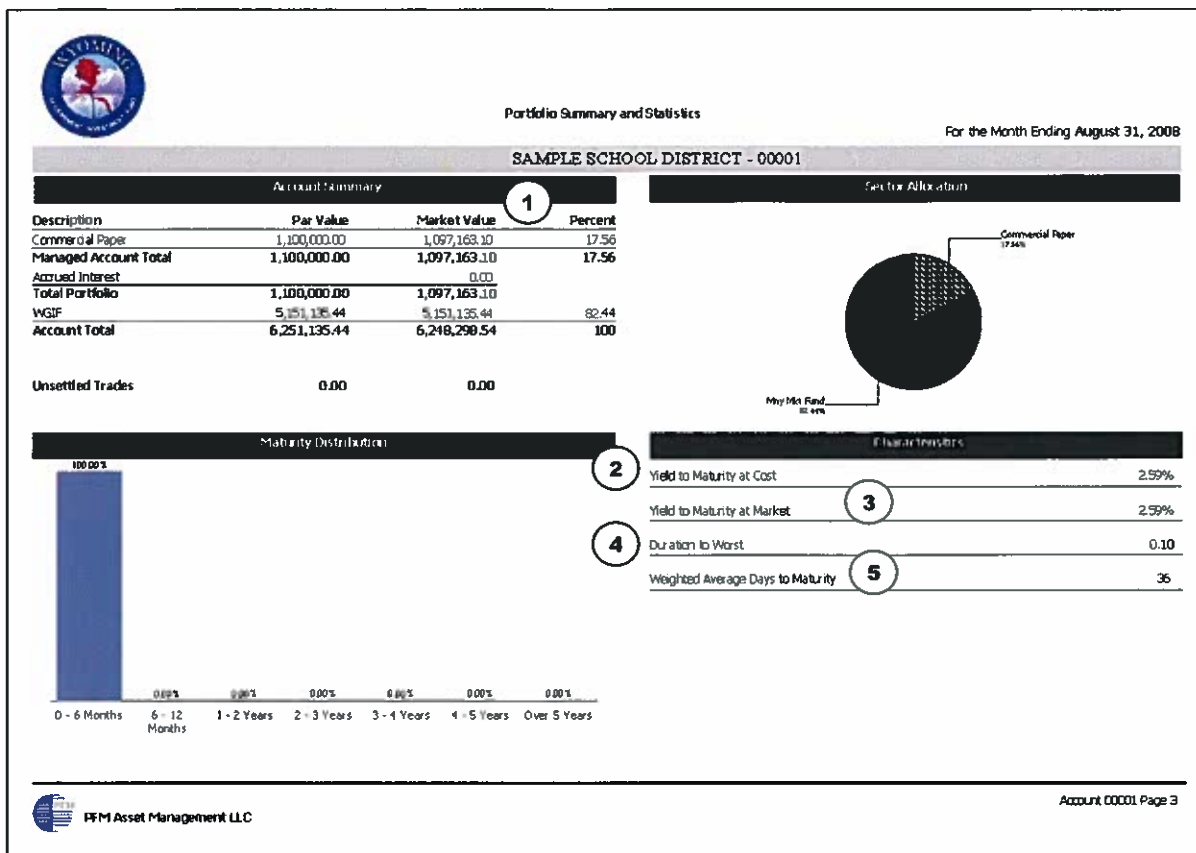 WYOMING
Portfolio Summary and Statistics
For the Month Ending August 31, 2008
SAMPLE SCHOOL DISTRICT - 00001
Account Summary
1
Description Par Value Market Value Percent
Commercial Paper 1,100,000.00 1,097,163.10 17.56
Managed Account Total 1,100,000.00 1,097,163.10 17.56
Accrued Interest 0.00
Total Portfolio 1,100,000.00 1,097,163.10
WGIF 5,151,135.44 5,151,135.44 82.44
Account Total 6,251,135.44 6,248,298.54 100
Unsettled Trades 0.00 0.00
Sector Allocation
Commercial Paper
17.56%
Mny Mkt Fund
82.44%
Maturity Distribution
100.00%
0.00% 0.00% 0.00% 0.00% 0.00% 0.00%
0 - 6 Months 6 - 12 Months 1 - 2 Years 2 - 3 Years 3 - 4 Years 4 - 5 Years Over 5 Years
Characteristics
2
Yield to Maturity at Cost 2.59%
3
Yield to Maturity at Market 2.59%
4
Duration to Worst 0.10
5
Weighted Average Days to Maturity 36
PFM
PFM Asset Management LLC
Account 00001 Page 3